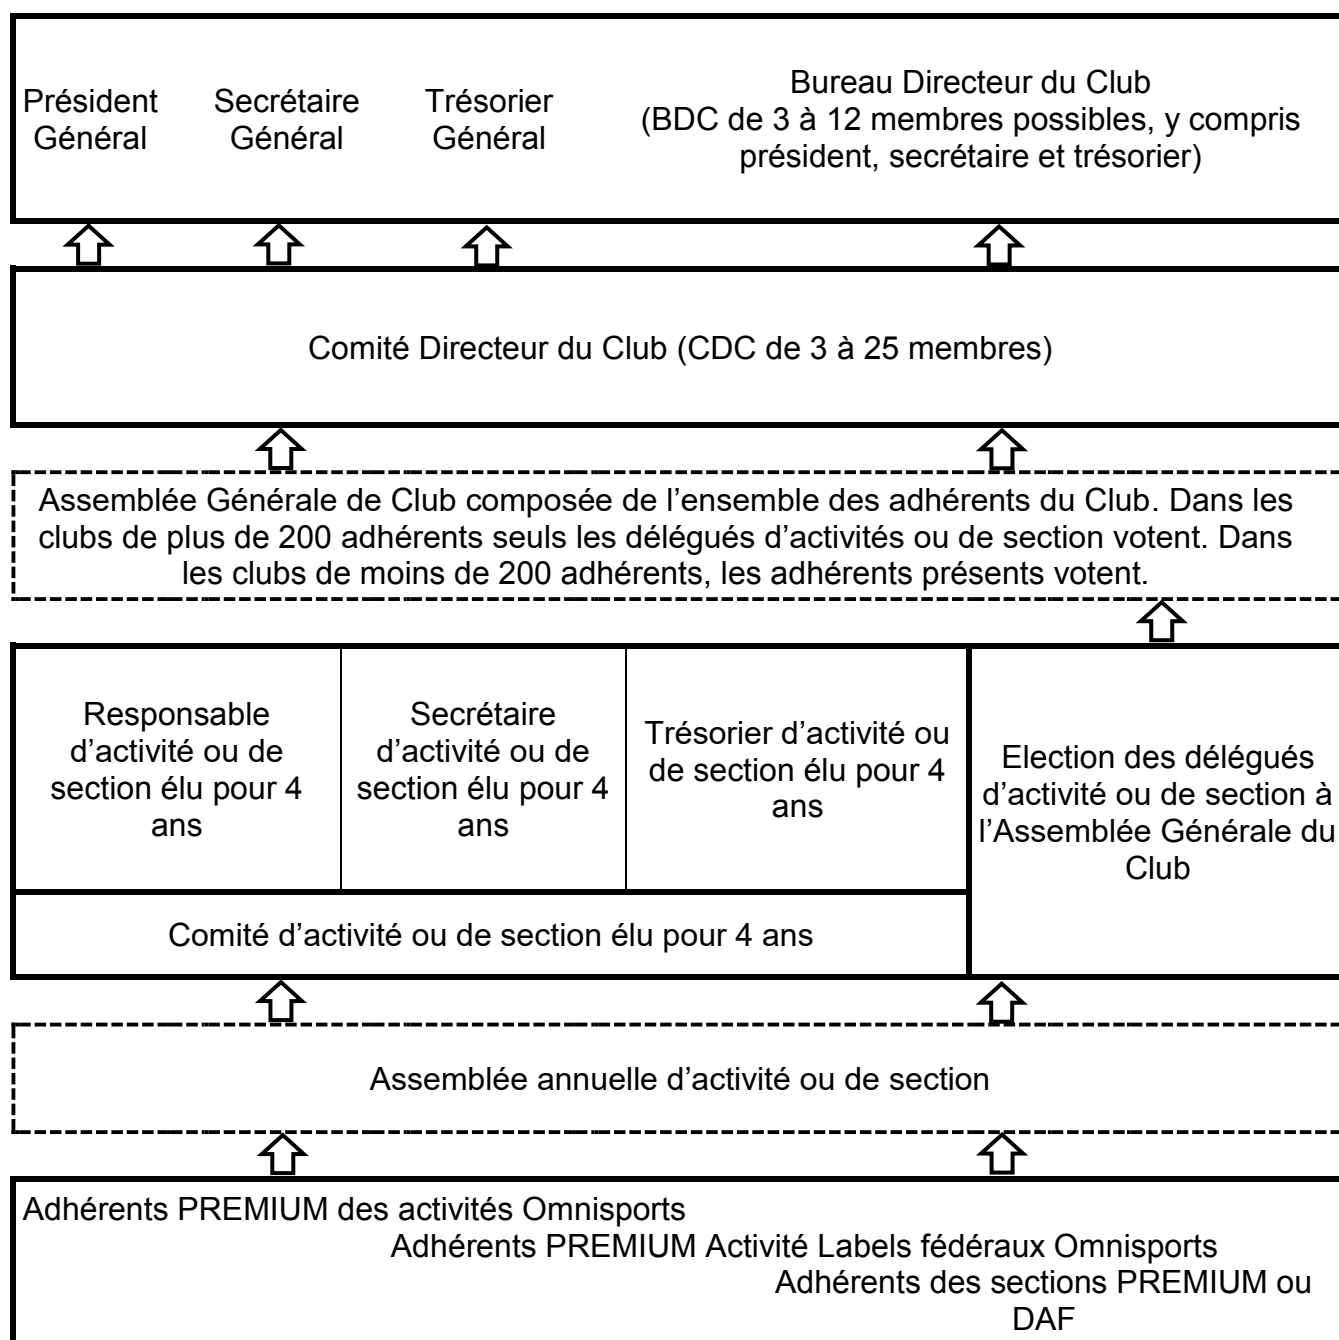 Président
Général
Secrétaire
Général
Trésorier
Général
Bureau Directeur du Club
(BDC de 3 à 12 membres possibles, y compris
président, secrétaire et trésorier)
Comité Directeur du Club (CDC de 3 à 25 membres)
Assemblée Générale de Club composée de l’ensemble des adhérents du Club. Dans les
clubs de plus de 200 adhérents seuls les délégués d’activités ou de section votent. Dans
les clubs de moins de 200 adhérents, les adhérents présents votent.
Responsable
d’activité ou de
section élu pour 4
ans
Secrétaire
d’activité ou de
section élu pour 4
ans
Trésorier d’activité ou
de section élu pour 4
ans
Election des délégués
d’activité ou de section à
l’Assemblée Générale du
Club
Comité d’activité ou de section élu pour 4 ans
Assemblée annuelle d’activité ou de section
Adhérents PREMIUM des activités Omnisports
Adhérents PREMIUM Activité Labels fédéraux Omnisports
Adhérents des sections PREMIUM ou
DAF